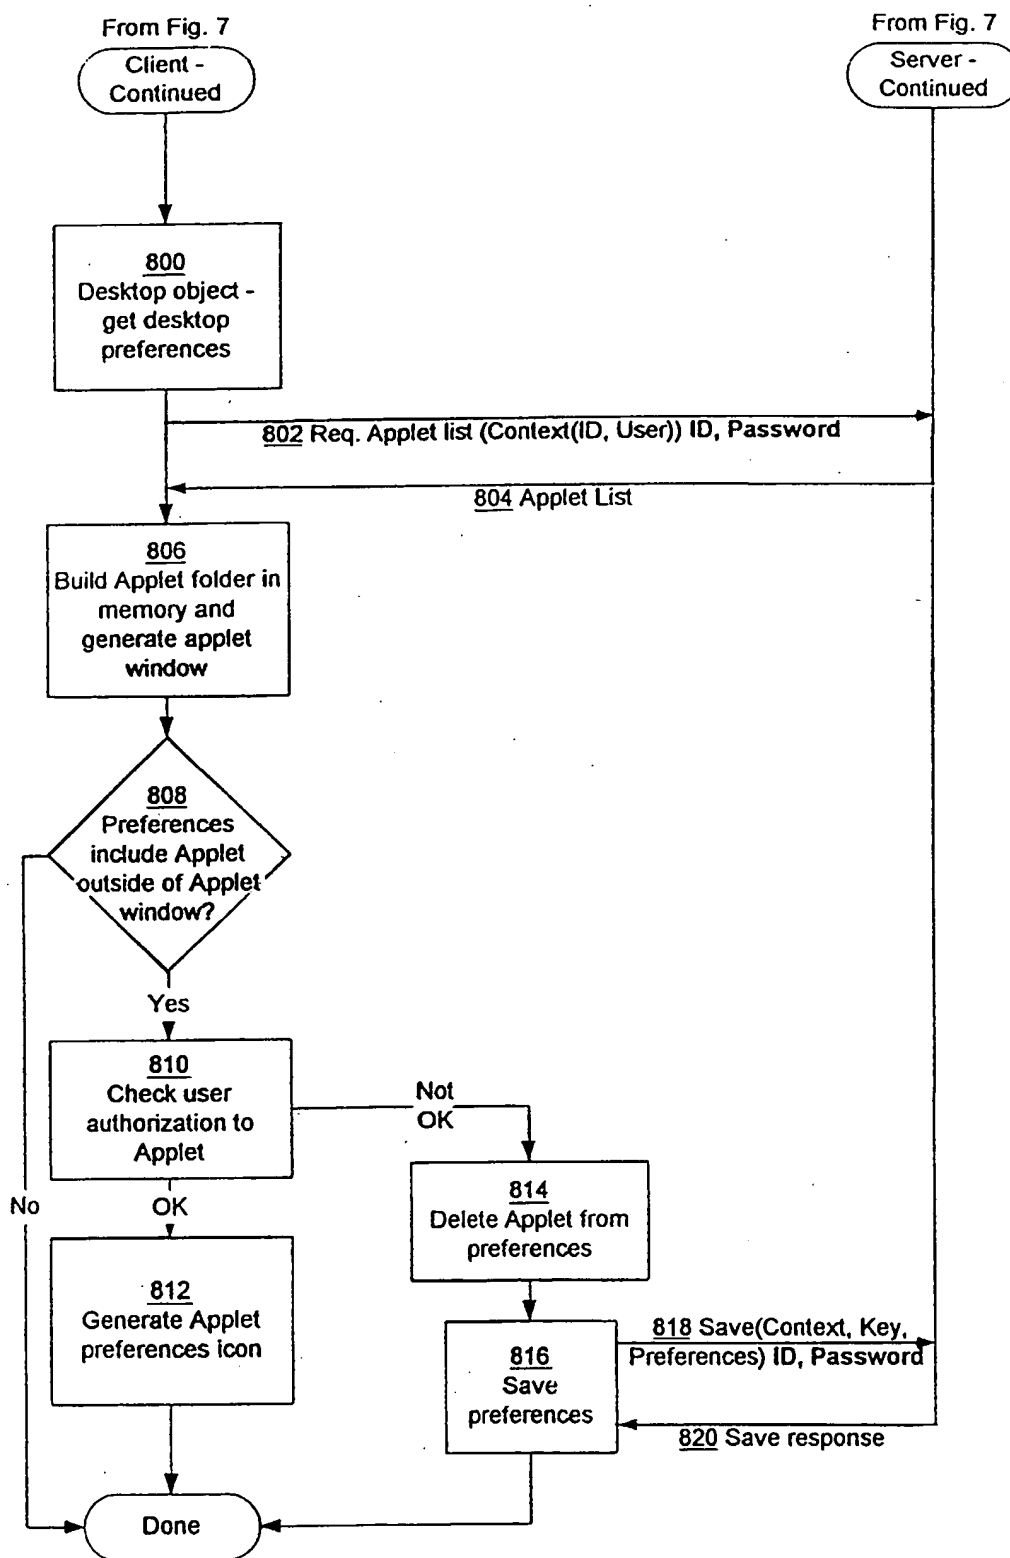 From Fig. 7
Client -
Continued
From Fig. 7
Server -
Continued
800
Desktop object -
get desktop
preferences
802 Req. Applet list (Context(ID, User)) ID, Password
804 Applet List
806
Build Applet folder in
memory and
generate applet
window
808
Preferences
include Applet
outside of Applet
window?
Yes
810
Check user
authorization to
Applet
Not
OK
No
OK
814
Delete Applet from
preferences
812
Generate Applet
preferences icon
818 Save(Context, Key,
Preferences) ID, Password
816
Save
preferences
820 Save response
Done